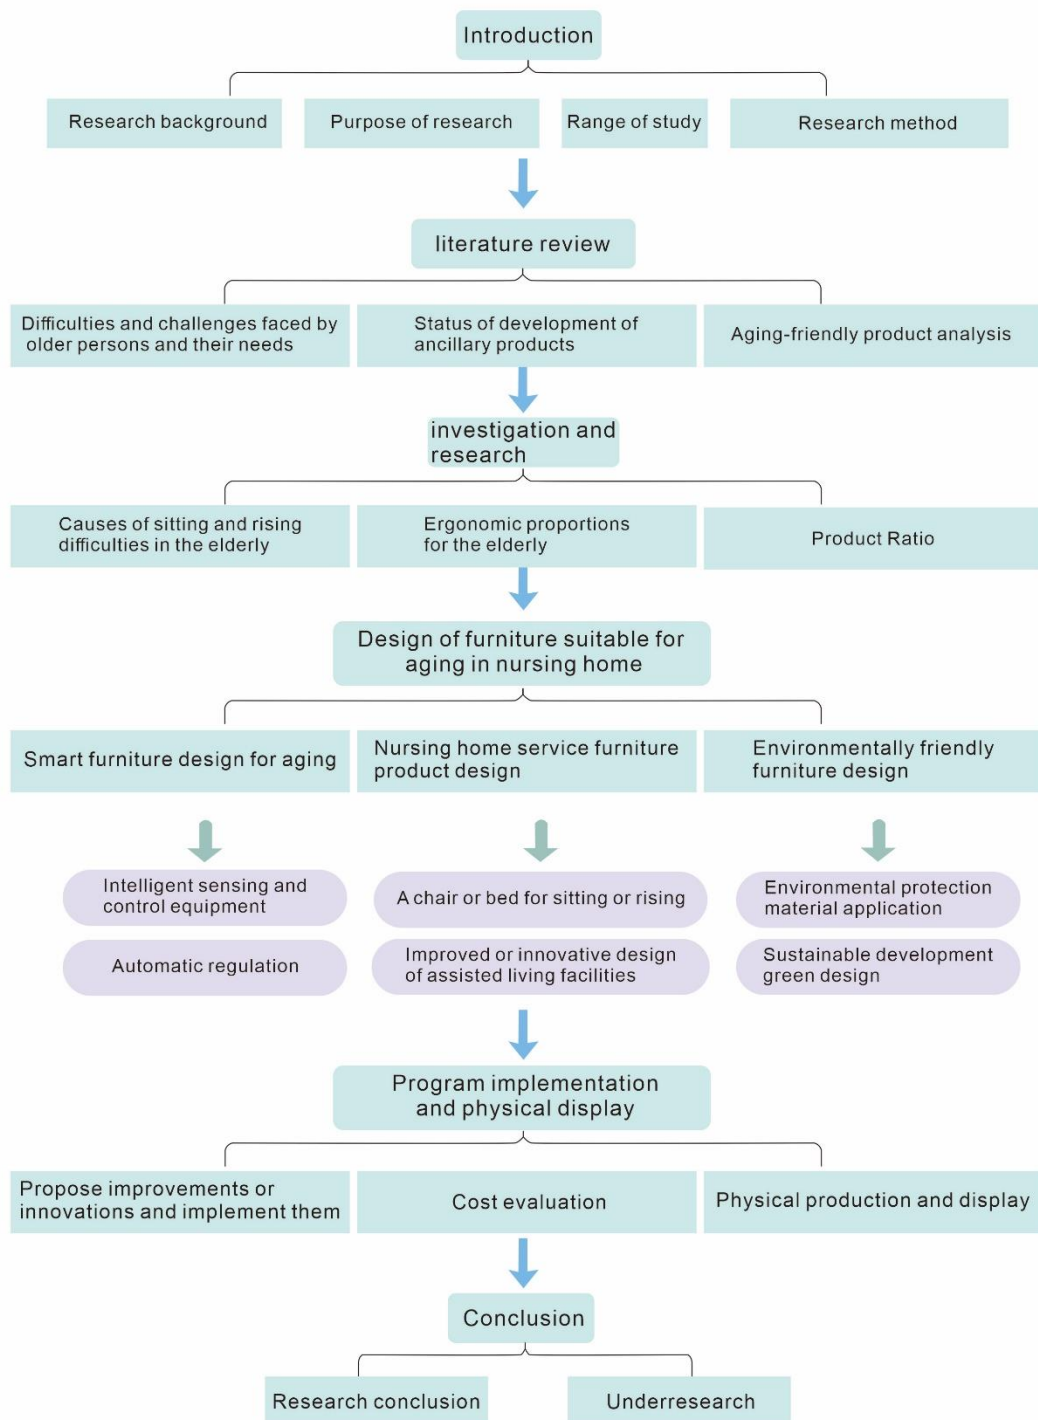 Introduction
Research background
Purpose of research
Range of study
Research method
literature review
Difficulties and challenges faced by
older persons and their needs
Status of development of
ancillary products
Aging-friendly product analysis
investigation and
research
Causes of sitting and rising
difficulties in the elderly
Ergonomic proportions
for the elderly
Product Ratio
Design of furniture suitable for
aging in nursing home
Smart furniture design for aging
Nursing home service furniture
product design
Environmentally friendly
furniture design
Intelligent sensing and
control equipment
A chair or bed for sitting or rising
Environmental protection
material application
Automatic regulation
Improved or innovative design
of assisted living facilities
Sustainable development
green design
Program implementation
and physical display
Propose improvements or
innovations and implement them
Cost evaluation
Physical production and display
Conclusion
Research conclusion
Underresearch